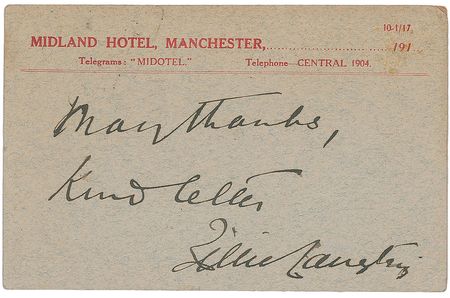 10-1/17.
MIDLAND HOTEL, MANCHESTER, 191
Telegrams: "MIDOTEL." Telephone—CENTRAL 1904.
Many thanks,
Kind letter
Lillie Langtry